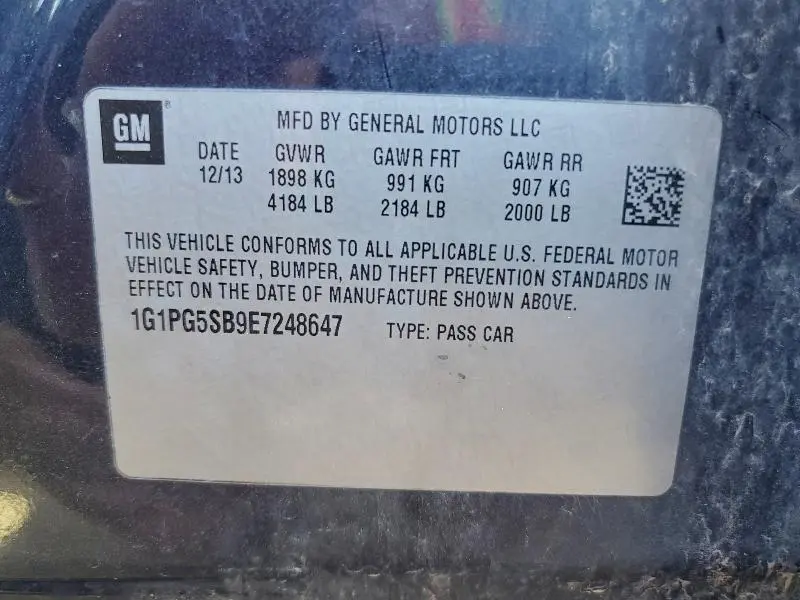 GM ®
MFD BY GENERAL MOTORS LLC
DATE GVWR GAWR FRT GAWR RR
12/13 1898 KG 991 KG 907 KG
4184 LB 2184 LB 2000 LB
THIS VEHICLE CONFORMS TO ALL APPLICABLE U.S. FEDERAL MOTOR
VEHICLE SAFETY, BUMPER, AND THEFT PREVENTION STANDARDS IN
EFFECT ON THE DATE OF MANUFACTURE SHOWN ABOVE.
1G1PG5SB9E7248647 TYPE: PASS CAR